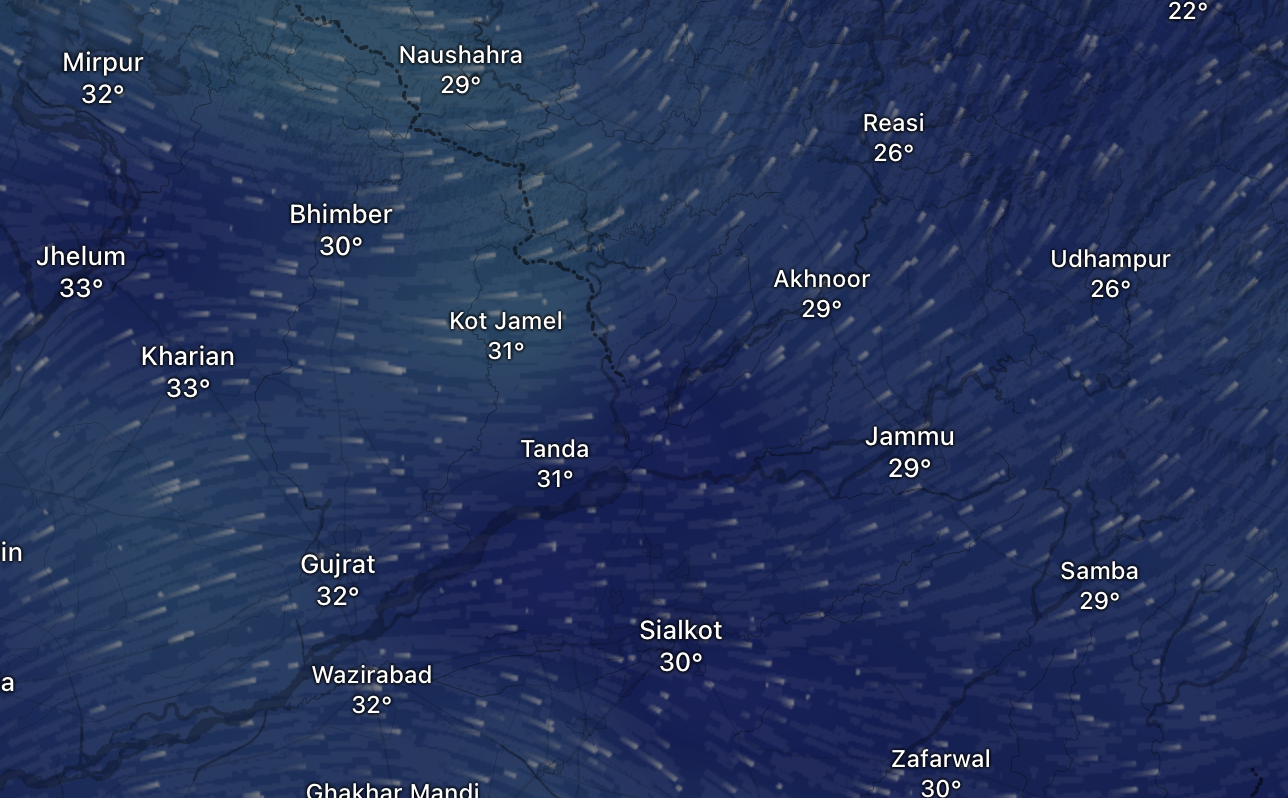 22°
Mirpur
32°
Naushahra
29°
Reasi
26°
Bhimber
30°
Jhelum
33°
Udhampur
26°
Akhnoor
29°
Kot Jamel
31°
Kharian
33°
Jammu
29°
Tanda
31°
in
Gujrat
32°
Samba
29°
Sialkot
30°
a
Wazirabad
32°
Zafarwal
30°
Ghakhar Mandi